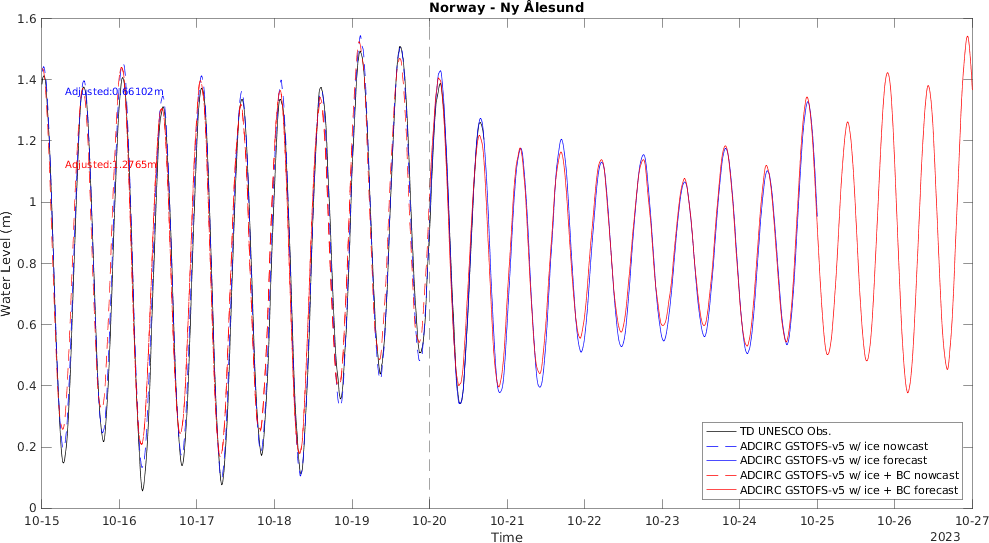 Norway - Ny Ålesund
1.6
1.4
1.2
1
0.8
0.6
0.4
0.2
0
Water Level (m)
Adjusted:0.66102m
Adjusted:1.2765m
TD UNESCO Obs.
ADCIRC GSTOFS-v5 w/ ice nowcast
ADCIRC GSTOFS-v5 w/ ice forecast
ADCIRC GSTOFS-v5 w/ ice + BC nowcast
ADCIRC GSTOFS-v5 w/ ice + BC forecast
10-15 10-16 10-17 10-18 10-19 10-20 10-21 10-22 10-23 10-24 10-25 10-26 10-27
Time
2023